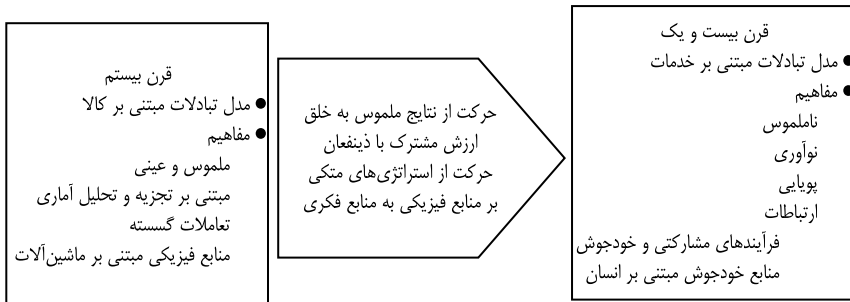 قرن بیستم
● مدل تبادلات مبتنی بر کالا
● مفاهیم
ملموس و عینی
مبتنی بر تجزیه و تحلیل آماری
تعاملات گسسته
منابع فیزیکی مبتنی بر ماشین‌آلات
حرکت از نتایج ملموس به خلق
ارزش مشترک با ذینفعان
حرکت از استراتژی‌های متکی
بر منابع فیزیکی به منابع فکری
قرن بیست و یک
● مدل تبادلات مبتنی بر خدمات
● مفاهیم
ناملموس
نوآوری
پویایی
ارتباطات
فرآیندهای مشارکتی و خودجوش
منابع خودجوش مبتنی بر انسان